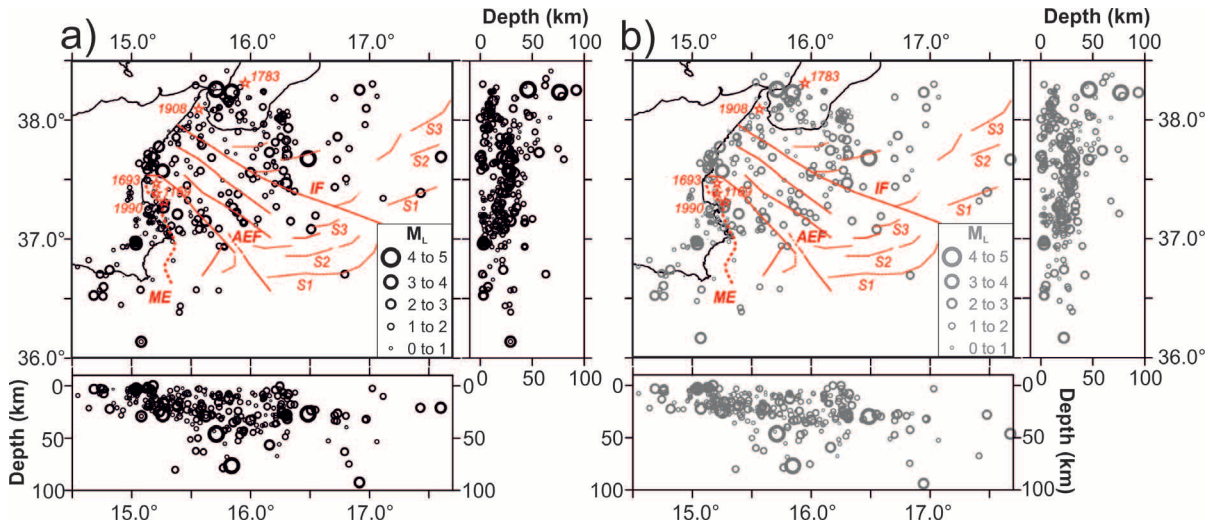 Depth (km)
Depth (km)
a)
15.0° 16.0° 17.0°
0 50 100
b)
15.0° 16.0° 17.0°
0 50 100
38.0°
37.0°
36.0°
1783
1908
S3
S2
1693
1169
1990
IF
S1
AEF
S3
S2
S1
ME
M_L
4 to 5
3 to 4
2 to 3
1 to 2
0 to 1
0 50 100
1783
1908
S3
S2
1693
1169
1990
IF
S1
AEF
S3
S2
S1
ME
M_L
4 to 5
3 to 4
2 to 3
1 to 2
0 to 1
0 50 100
38.0°
37.0°
36.0°
Depth (km)
0
50
100
0
50
15.0° 16.0° 17.0°
0
50
100
Depth (km)
15.0° 16.0° 17.0°